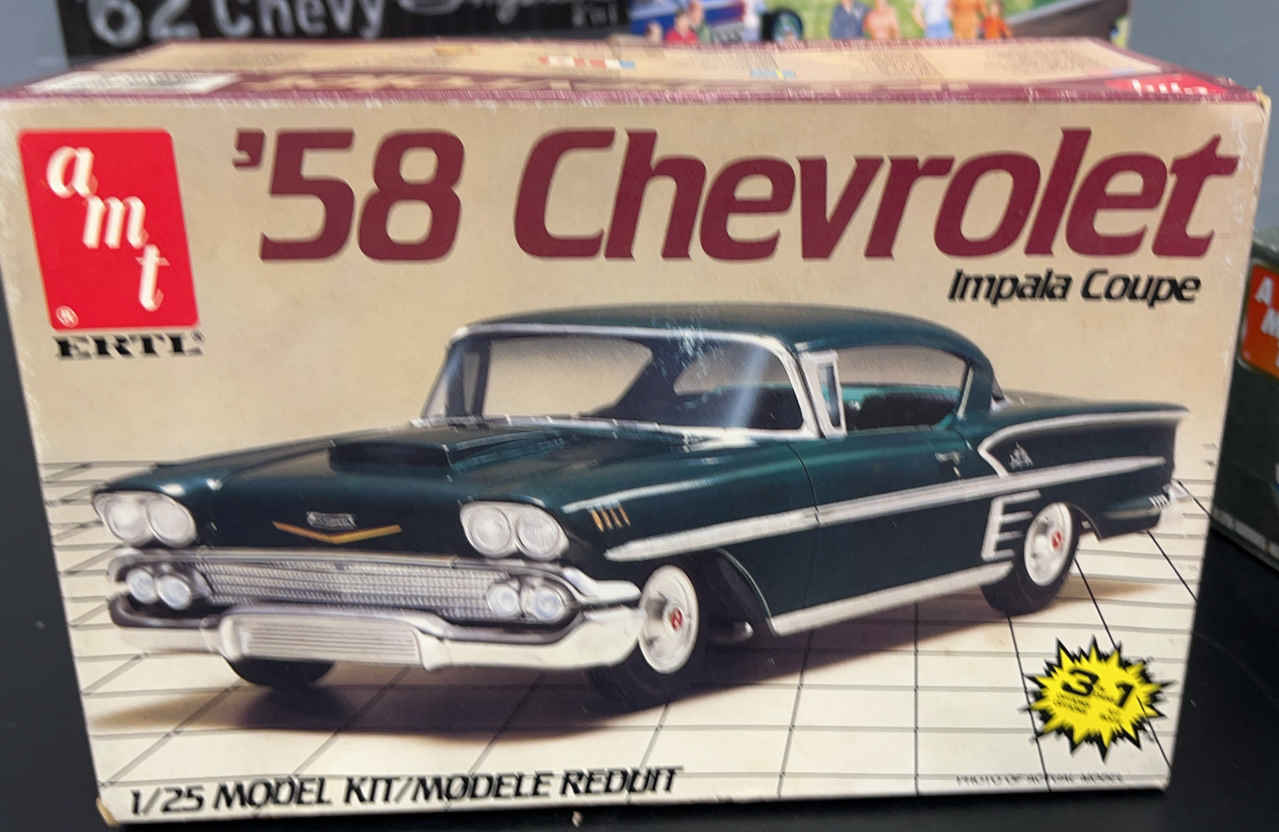 '62 Chevy
a
m
t
®
ERTL®
'58 Chevrolet
Impala Coupe
3 in 1
1/25 MODEL KIT/MODELE REDUIT
PHOTO OF ACTUAL MODEL
A
M